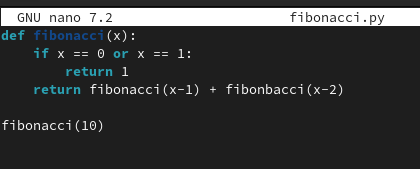 GNU nano 7.2 fibonacci.py
def fibonacci(x):
    if x == 0 or x == 1:
        return 1
    return fibonacci(x-1) + fibonbacci(x-2)

fibonacci(10)